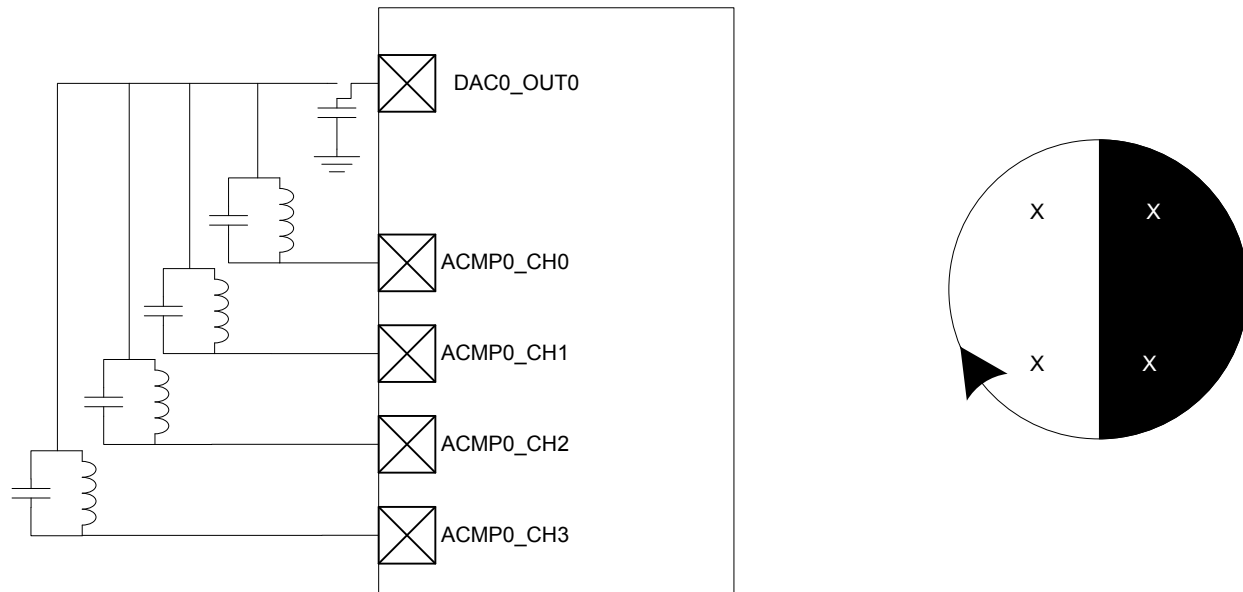 DAC0_OUT0
X X
ACMP0_CH0
ACMP0_CH1
X X
ACMP0_CH2
ACMP0_CH3